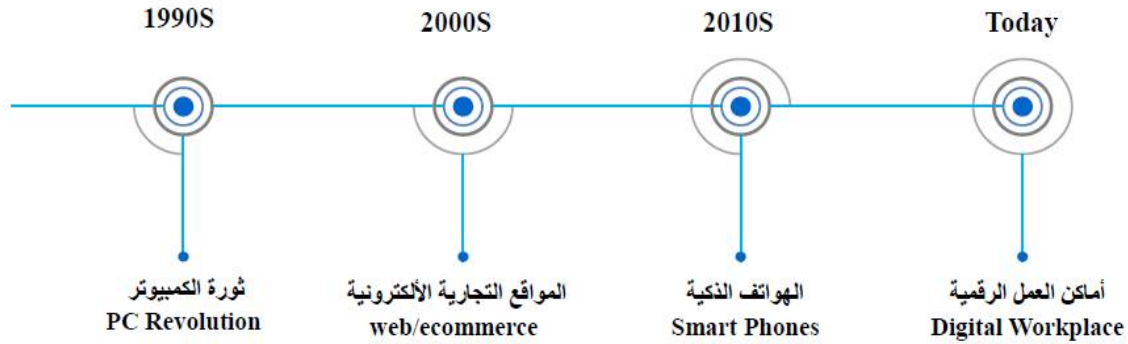 1990S
2000S
2010S
Today
ثورة الكمبيوتر
PC Revolution
المواقع التجارية الألكترونية
web/ecommerce
الهواتف الذكية
Smart Phones
أماكن العمل الرقمية
Digital Workplace